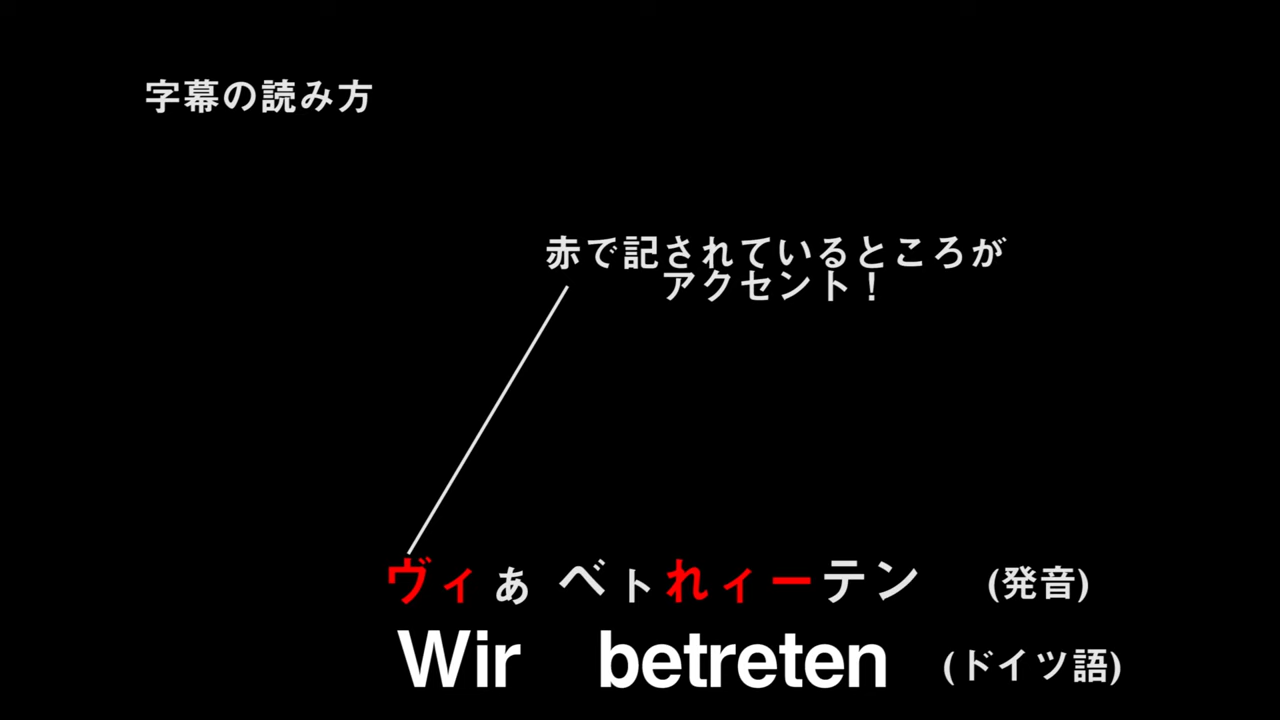 字幕の読み方
赤で記されているところが
アクセント！
ヴィぁ ベトれィーテン (発音)
Wir betreten (ドイツ語)